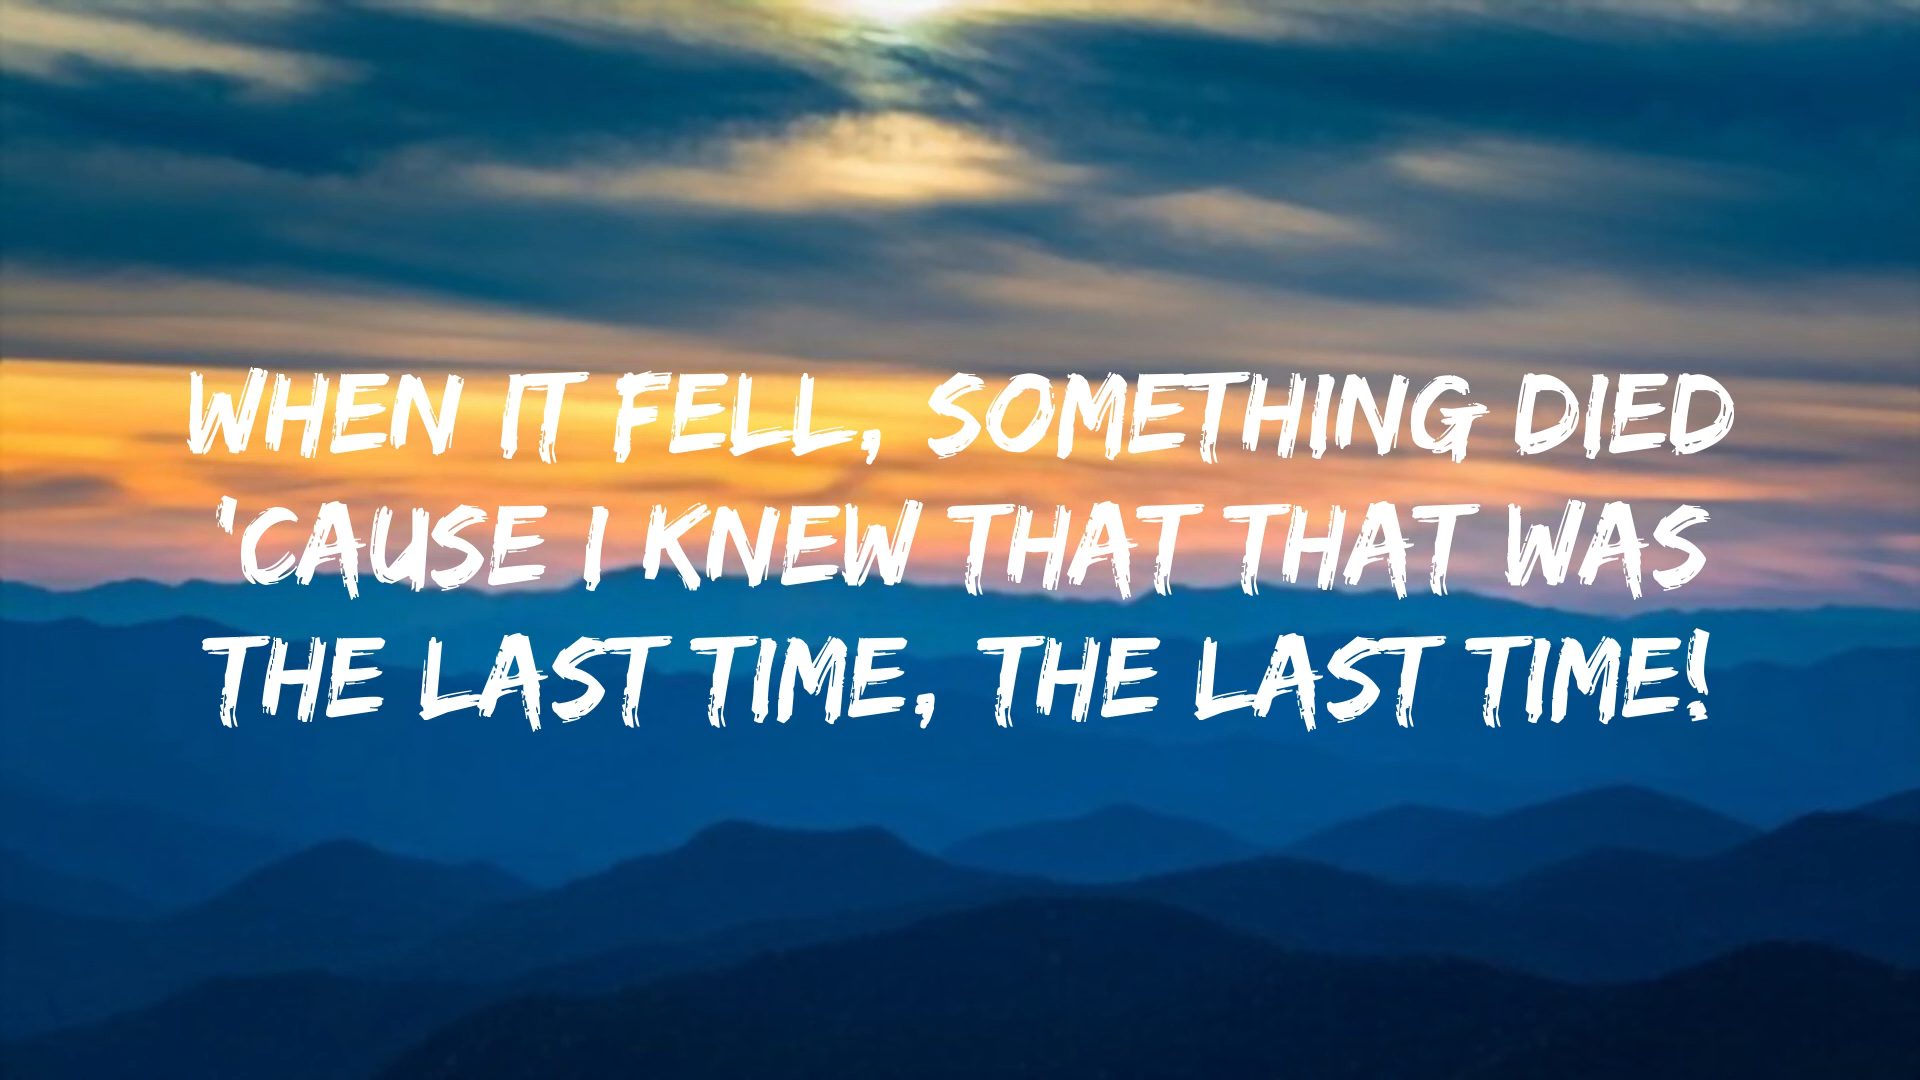 WHEN IT FELL, SOMETHING DIED
'CAUSE I KNEW THAT THAT WAS
THE LAST TIME, THE LAST TIME!